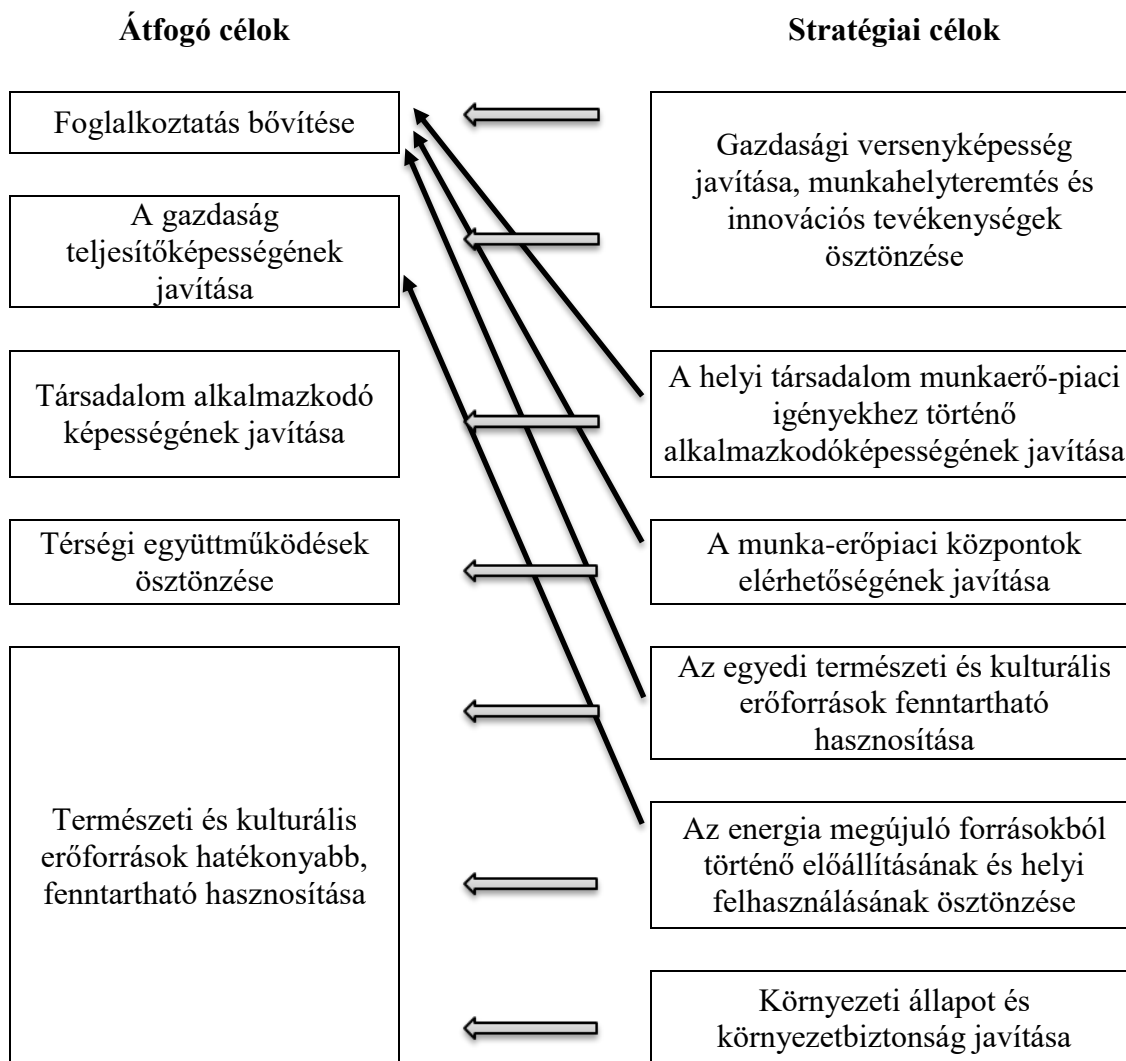 Átfogó célok
Stratégiai célok
Foglalkoztatás bővítése
A gazdaság
teljesítőképességének
javítása
Társadalom alkalmazkodó
képességének javítása
Térségi együttműködések
ösztönzése
Természeti és kulturális
erőforrások hatékonyabb,
fenntartható hasznosítása
Gazdasági versenyképesség
javítása, munkahelyteremtés és
innovációs tevékenységek
ösztönzése
A helyi társadalom munkaerő-piaci
igényekhez történő
alkalmazkodóképességének javítása
A munka-erőpiaci központok
elérhetőségének javítása
Az egyedi természeti és kulturális
erőforrások fenntartható
hasznosítása
Az energia megújuló forrásokból
történő előállításának és helyi
felhasználásának ösztönzése
Környezeti állapot és
környezetbiztonság javítása